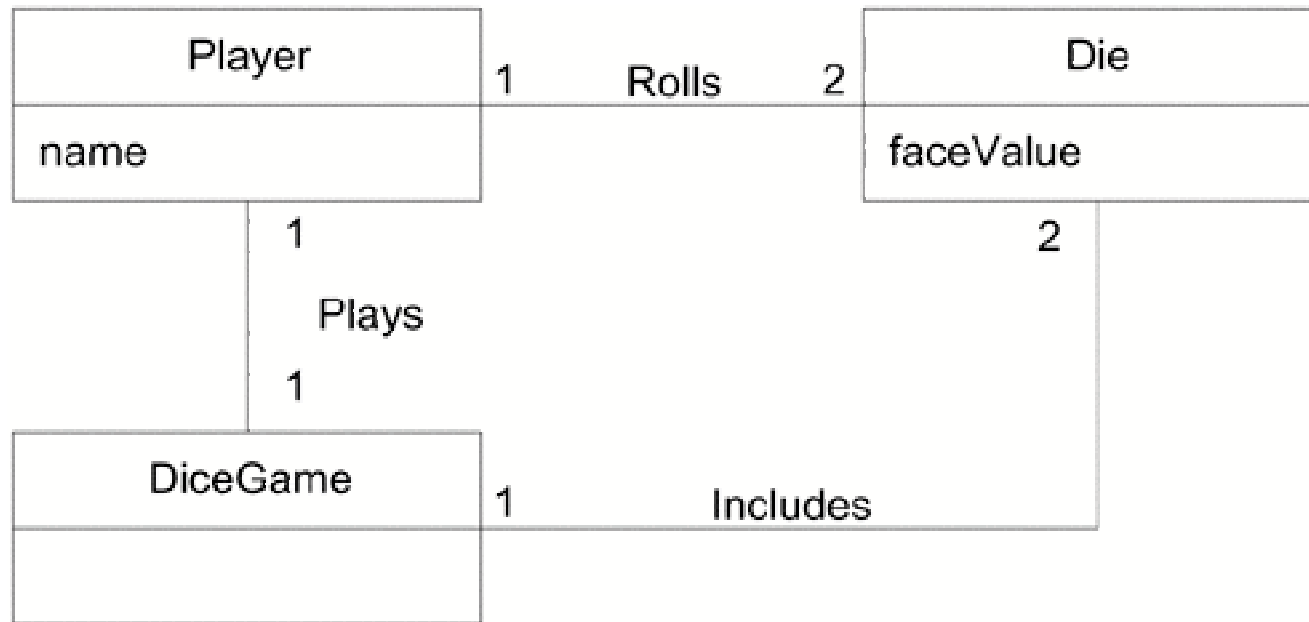 Player
Die
1 Rolls 2
name
faceValue
1
2
Plays
1
DiceGame
1 Includes